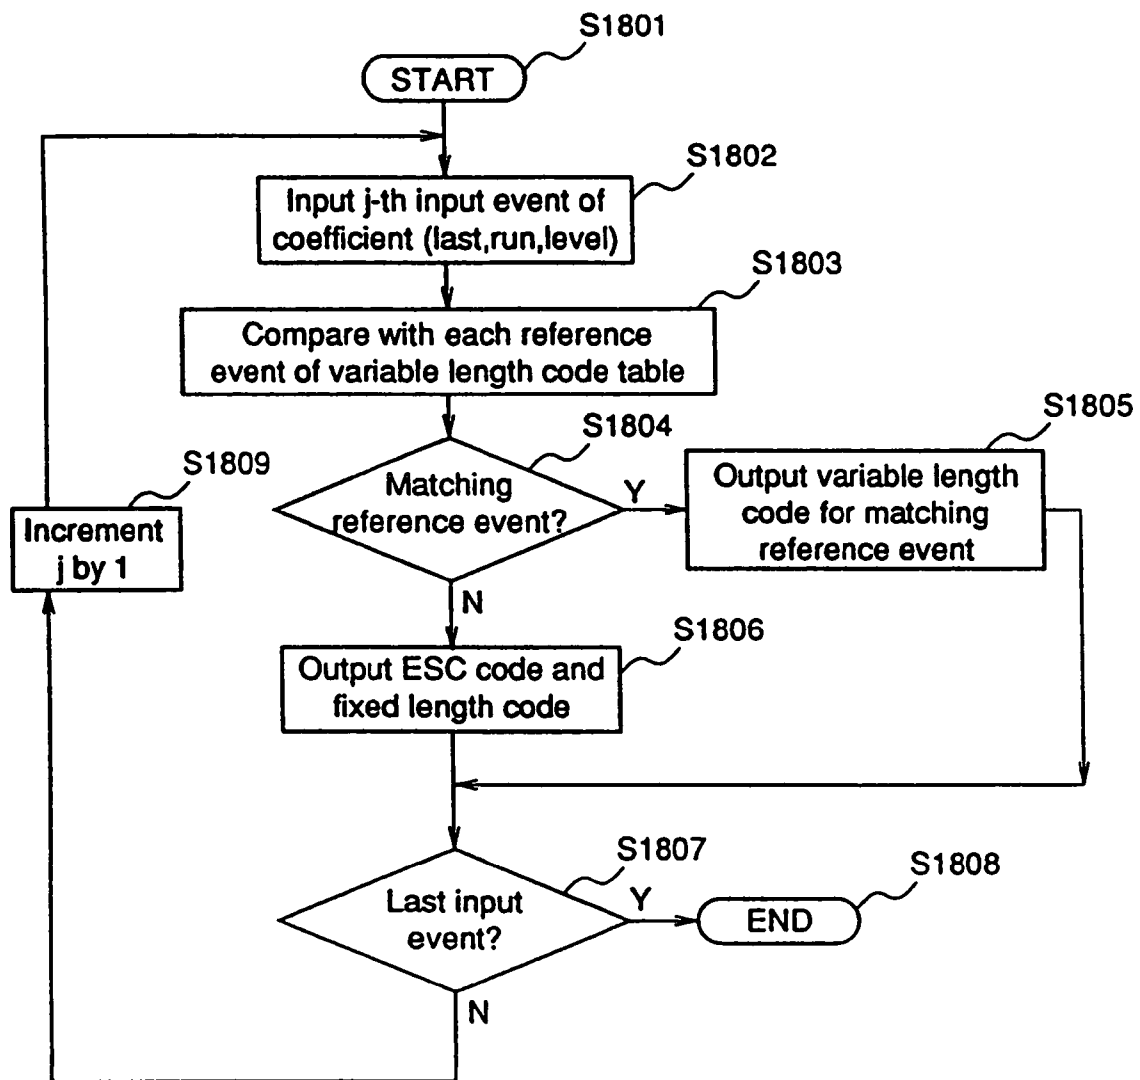 S1801
START
S1802
Input j-th input event of
coefficient (last,run,level)
S1803
Compare with each reference
event of variable length code table
S1804
Matching
reference event?
Y
N
S1805
Output variable length
code for matching
reference event
S1809
Increment
j by 1
S1806
Output ESC code and
fixed length code
S1807
Last input
event?
Y
N
S1808
END